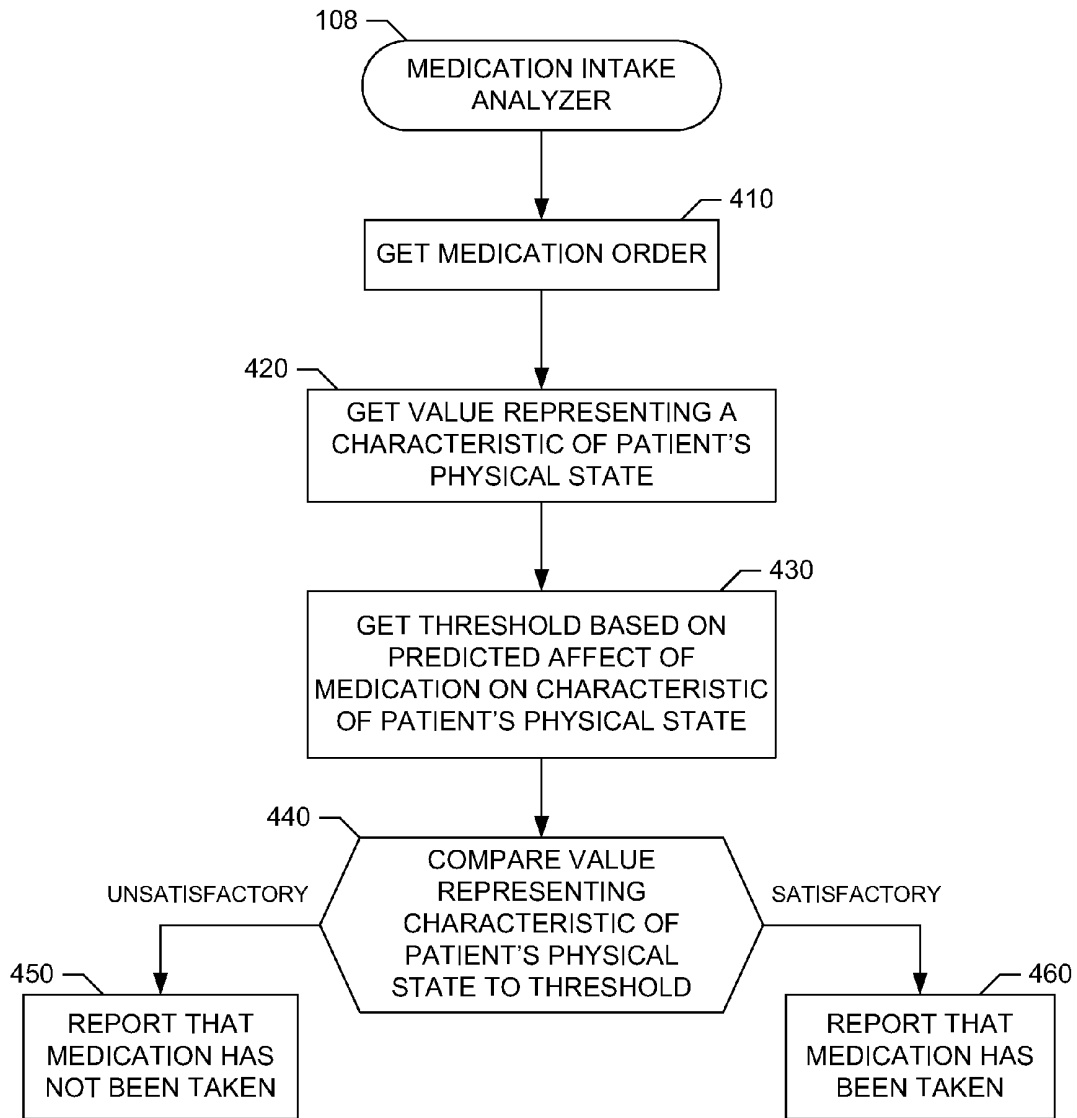 108
MEDICATION INTAKE
ANALYZER
410
GET MEDICATION ORDER
420
GET VALUE REPRESENTING A
CHARACTERISTIC OF PATIENT'S
PHYSICAL STATE
430
GET THRESHOLD BASED ON
PREDICTED AFFECT OF
MEDICATION ON CHARACTERISTIC
OF PATIENT'S PHYSICAL STATE
440
COMPARE VALUE
REPRESENTING
CHARACTERISTIC OF
PATIENT'S PHYSICAL
STATE TO THRESHOLD
UNSATISFACTORY
SATISFACTORY
450
REPORT THAT
MEDICATION HAS
NOT BEEN TAKEN
460
REPORT THAT
MEDICATION HAS
BEEN TAKEN